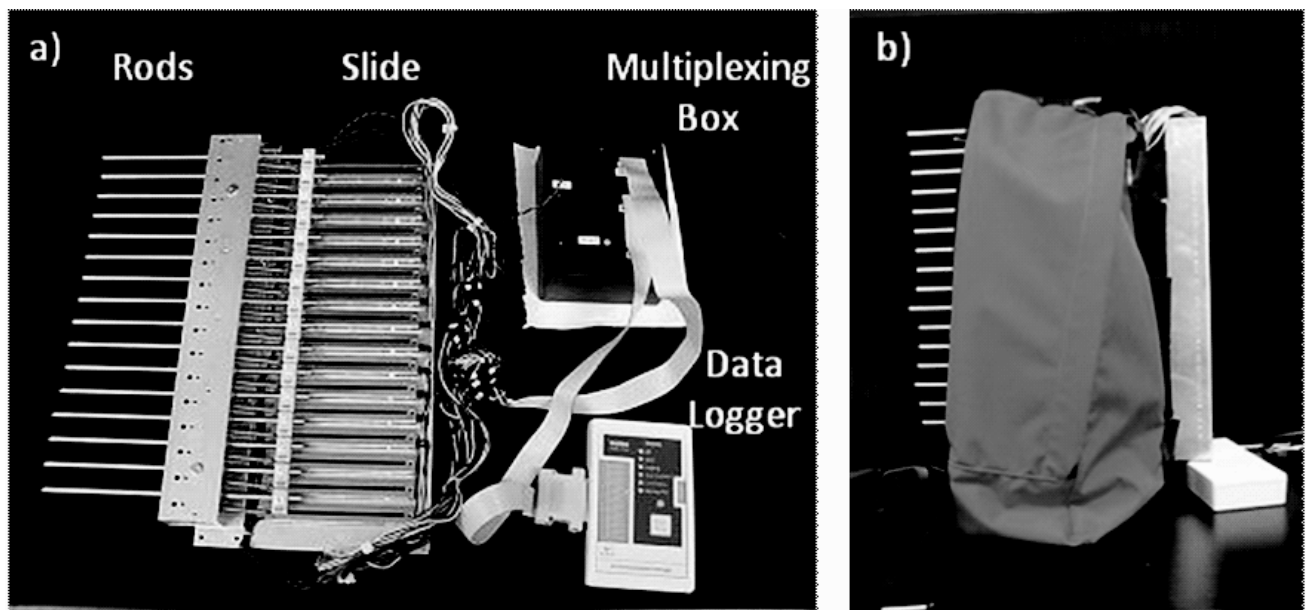 a)
Rods
Slide
Multiplexing
Box
Data
Logger
b)